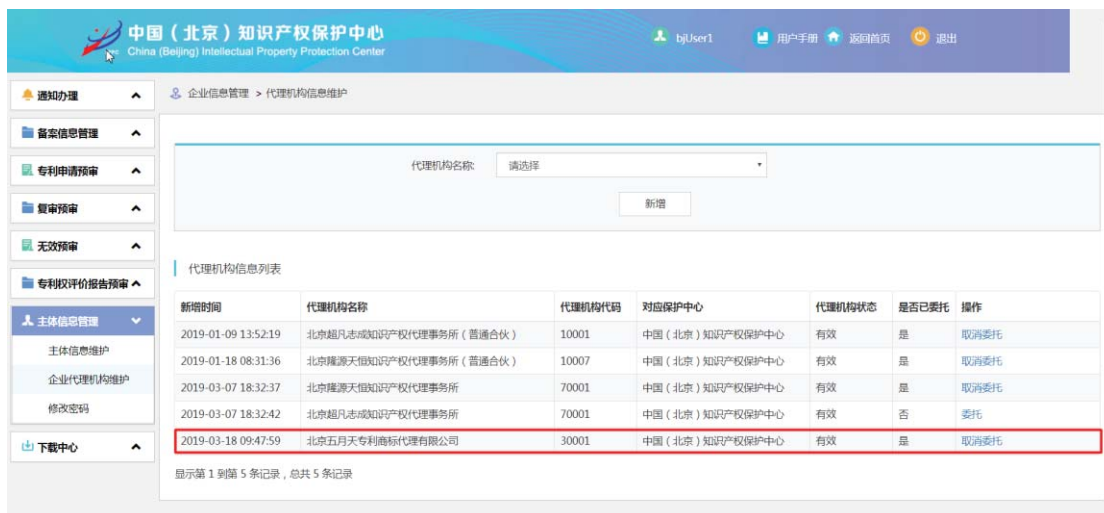 中国（北京）知识产权保护中心
China (Beijing) Intellectual Property Protection Center
bjUser1 用户手册 返回首页 退出
通知办理
备案信息管理
专利申请预审
复审预审
无效预审
专利权评价报告预审
主体信息管理
主体信息维护
企业代理机构维护
修改密码
下载中心
企业信息管理 > 代理机构信息维护
代理机构名称: 请选择
新增
代理机构信息列表
新增时间 代理机构名称 代理机构代码 对应保护中心 代理机构状态 是否已委托 操作
2019-01-09 13:52:19 北京超凡志成知识产权代理事务所（普通合伙） 10001 中国（北京）知识产权保护中心 有效 是 取消委托
2019-01-18 08:31:36 北京隆源天恒知识产权代理事务所（普通合伙） 10007 中国（北京）知识产权保护中心 有效 是 取消委托
2019-03-07 18:32:37 北京隆源天恒知识产权代理事务所 70001 中国（北京）知识产权保护中心 有效 是 取消委托
2019-03-07 18:32:42 北京超凡志成知识产权代理事务所 70001 中国（北京）知识产权保护中心 有效 否 委托
2019-03-18 09:47:59 北京五月天专利商标代理有限公司 30001 中国（北京）知识产权保护中心 有效 是 取消委托
显示第 1 到第 5 条记录，总共 5 条记录